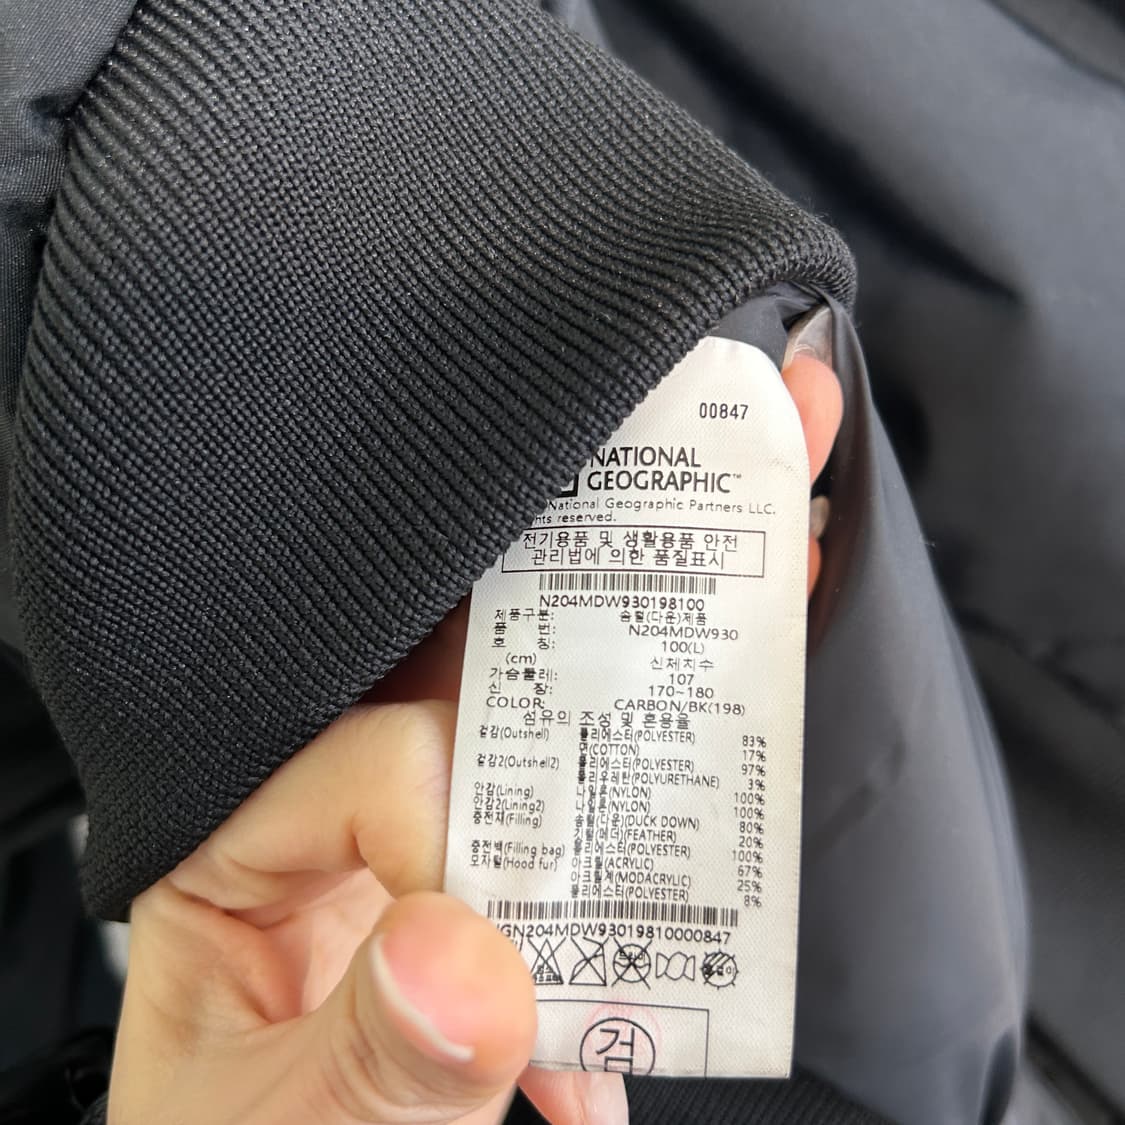 00847
NATIONAL
GEOGRAPHIC™
National Geographic Partners LLC.
hts reserved.
전기용품 및 생활용품 안전
관리법에 의한 품질표시
N204MDW930198100
제품구분: 솜털(다운)제품
품 번: N204MDW930
호 칭: 100(L)
(cm) 신체치수
가슴둘레: 107
신 장: 170~180
COLOR: CARBON/BK(198)
섬유의 조성 및 혼용율
겉감(Outshell) 폴리에스터(POLYESTER) 83%
면(COTTON) 17%
겉감2(Outshell2) 폴리에스터(POLYESTER) 97%
폴리우레탄(POLYURETHANE) 3%
안감(Lining) 나일론(NYLON) 100%
안감2(Lining2) 나일론(NYLON) 100%
충전재(Filling) 솜털(다운)(DUCK DOWN) 80%
깃털(페더)(FEATHER) 20%
충전백(Filling bag) 폴리에스터(POLYESTER) 100%
모자털(Hood fur) 아크릴(ACRYLIC) 67%
아크릴계(MODACRYLIC) 25%
폴리에스터(POLYESTER) 8%
GN204MDW93019810000847
드라이
검